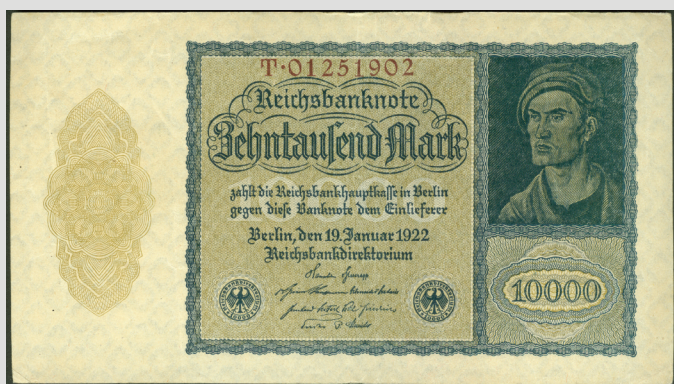 T·01251902
Reichsbanknote
Zehntausend Mark
zahlt die Reichsbankhauptkasse in Berlin
gegen diese Banknote dem Einlieferer
Berlin, den 19. Januar 1922
Reichsbankdirektorium
10000